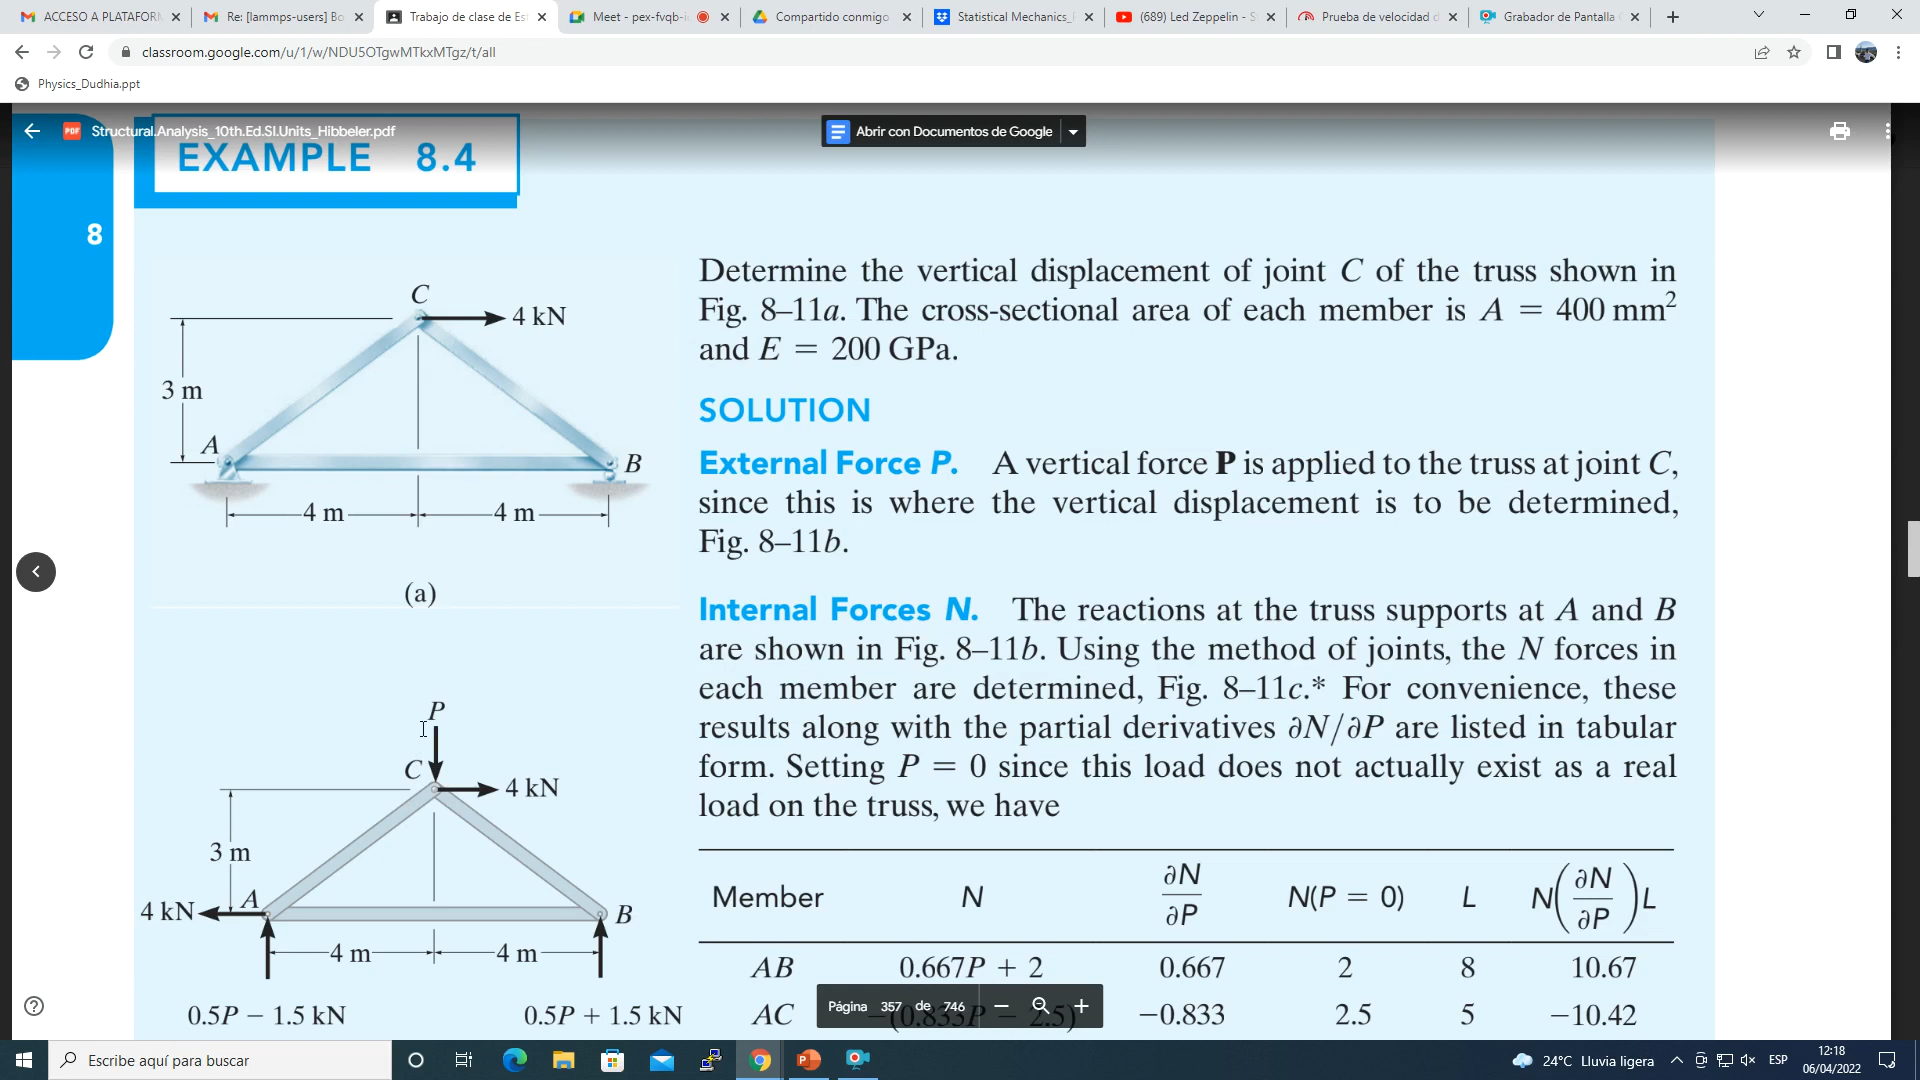 ACCESO A PLATAFORM
Re: [lammps-users] Bo
Trabajo de clase de Est
Meet - pex-fvqb-i
Compartido conmigo
Statistical Mechanics_
(689) Led Zeppelin - S
Prueba de velocidad d
Grabador de Pantalla
classroom.google.com/u/1/w/NDU5OTgwMTkxMTgz/t/all
Physics_Dudhia.ppt
PDF
Structural.Analysis_10th.Ed.SI.Units_Hibbeler.pdf
Abrir con Documentos de Google
EXAMPLE 8.4
8
C
4 kN
3 m
A
B
4 m
4 m
(a)
P
C
4 kN
3 m
4 kN
A
B
4 m
4 m
0.5P − 1.5 kN
0.5P + 1.5 kN
Determine the vertical displacement of joint C of the truss shown in
Fig. 8–11a. The cross-sectional area of each member is A = 400 mm²
and E = 200 GPa.
SOLUTION
External Force P. A vertical force P is applied to the truss at joint C,
since this is where the vertical displacement is to be determined,
Fig. 8–11b.
Internal Forces N. The reactions at the truss supports at A and B
are shown in Fig. 8–11b. Using the method of joints, the N forces in
each member are determined, Fig. 8–11c.* For convenience, these
results along with the partial derivatives ∂N/∂P are listed in tabular
form. Setting P = 0 since this load does not actually exist as a real
load on the truss, we have
Member N ∂N/∂P N(P = 0) L N(∂N/∂P)L
AB 0.667P + 2 0.667 2 8 10.67
AC −(0.833P − 2.5) −0.833 2.5 5 −10.42
Página 357 de 746
Escribe aquí para buscar
24°C Lluvia ligera
ESP
12:18
06/04/2022